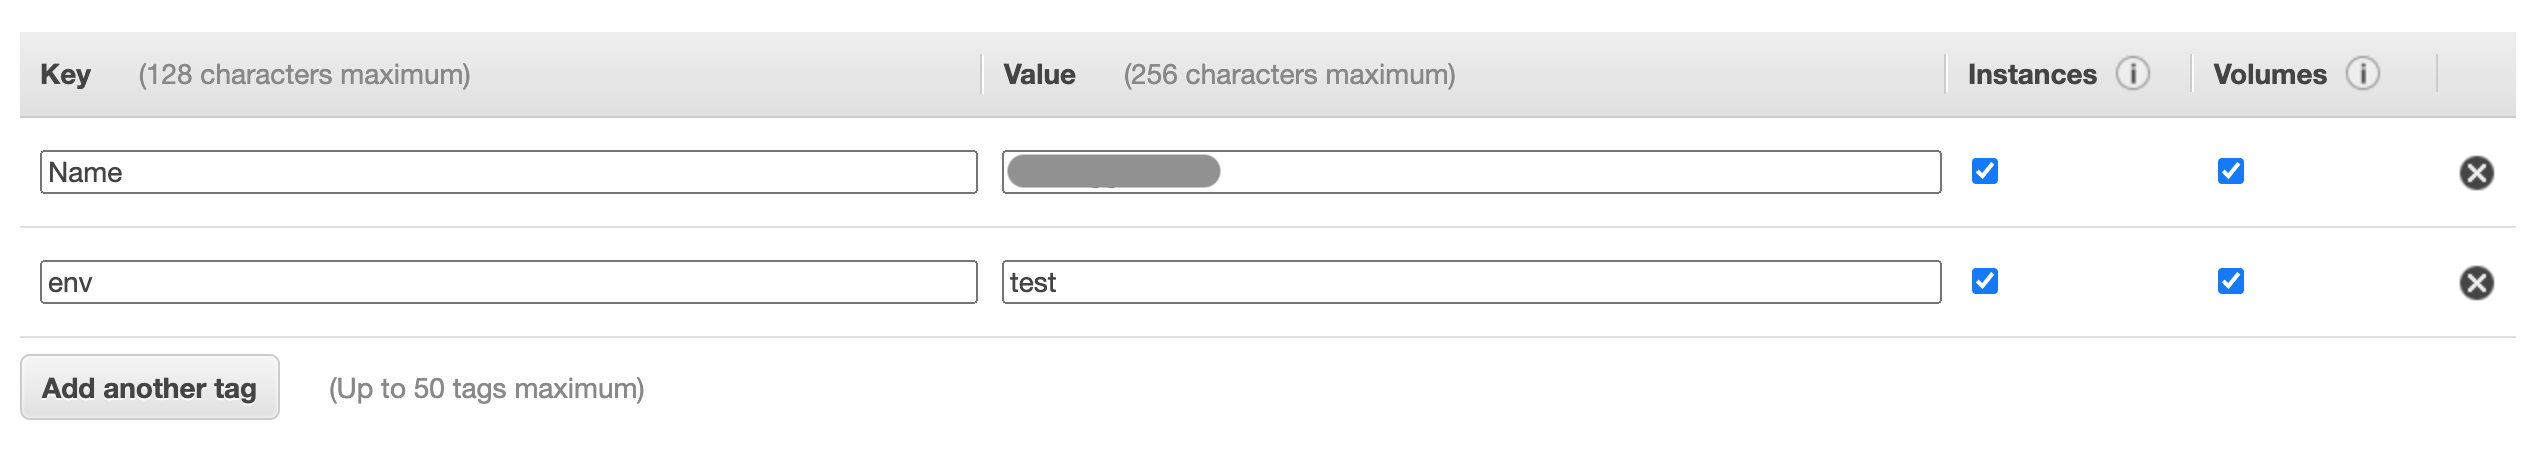 Key (128 characters maximum) Value (256 characters maximum) Instances i Volumes i
Name
env test
Add another tag (Up to 50 tags maximum)